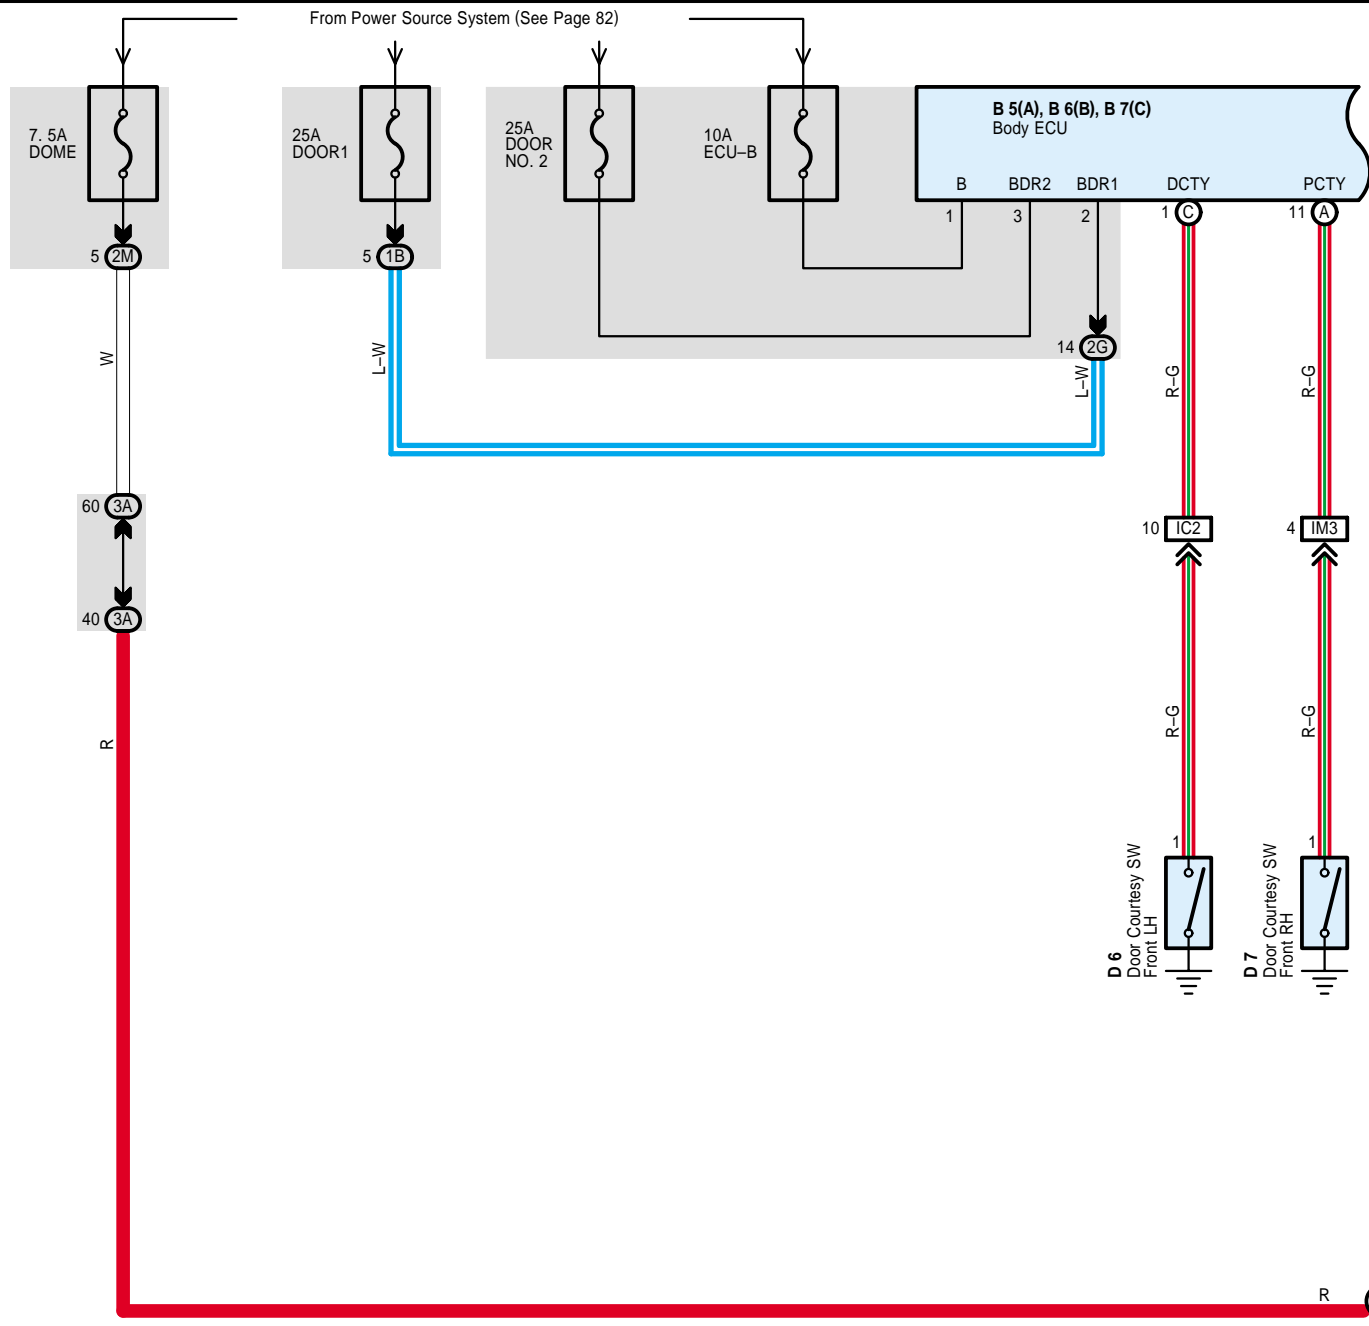 From Power Source System (See Page 82)
7. 5A
DOME
25A
DOOR1
25A
DOOR
NO. 2
10A
ECU–B
B 5(A), B 6(B), B 7(C)
Body ECU
B
BDR2
BDR1
DCTY
PCTY
1
3
2
1
C
11
A
5
2M
5
1B
14
2G
W
L–W
L–W
R–G
R–G
60
3A
10
IC2
4
IM3
40
3A
R
R–G
R–G
1
1
D 6
Door Courtesy SW
Front LH
D 7
Door Courtesy SW
Front RH
R